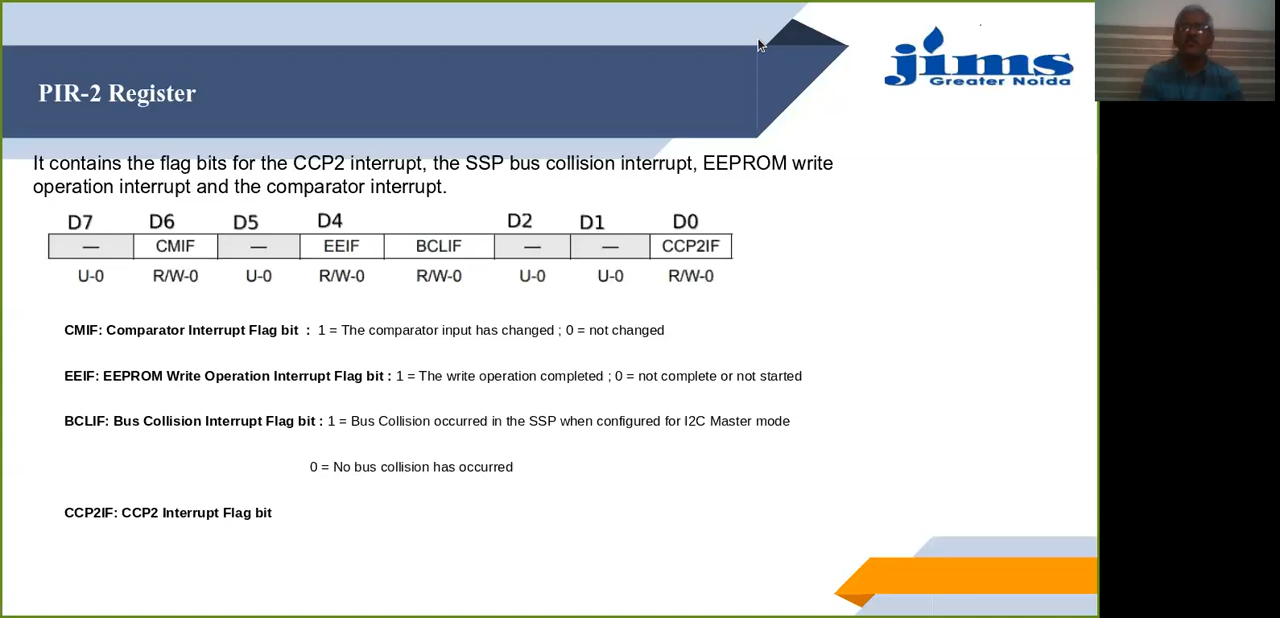 PIR-2 Register
jims
Greater Noida
It contains the flag bits for the CCP2 interrupt, the SSP bus collision interrupt, EEPROM write
operation interrupt and the comparator interrupt.
D7 D6 D5 D4 D2 D1 D0
— CMIF — EEIF BCLIF — — CCP2IF
U-0 R/W-0 U-0 R/W-0 R/W-0 U-0 U-0 R/W-0
CMIF: Comparator Interrupt Flag bit : 1 = The comparator input has changed ; 0 = not changed
EEIF: EEPROM Write Operation Interrupt Flag bit : 1 = The write operation completed ; 0 = not complete or not started
BCLIF: Bus Collision Interrupt Flag bit : 1 = Bus Collision occurred in the SSP when configured for I2C Master mode
0 = No bus collision has occurred
CCP2IF: CCP2 Interrupt Flag bit